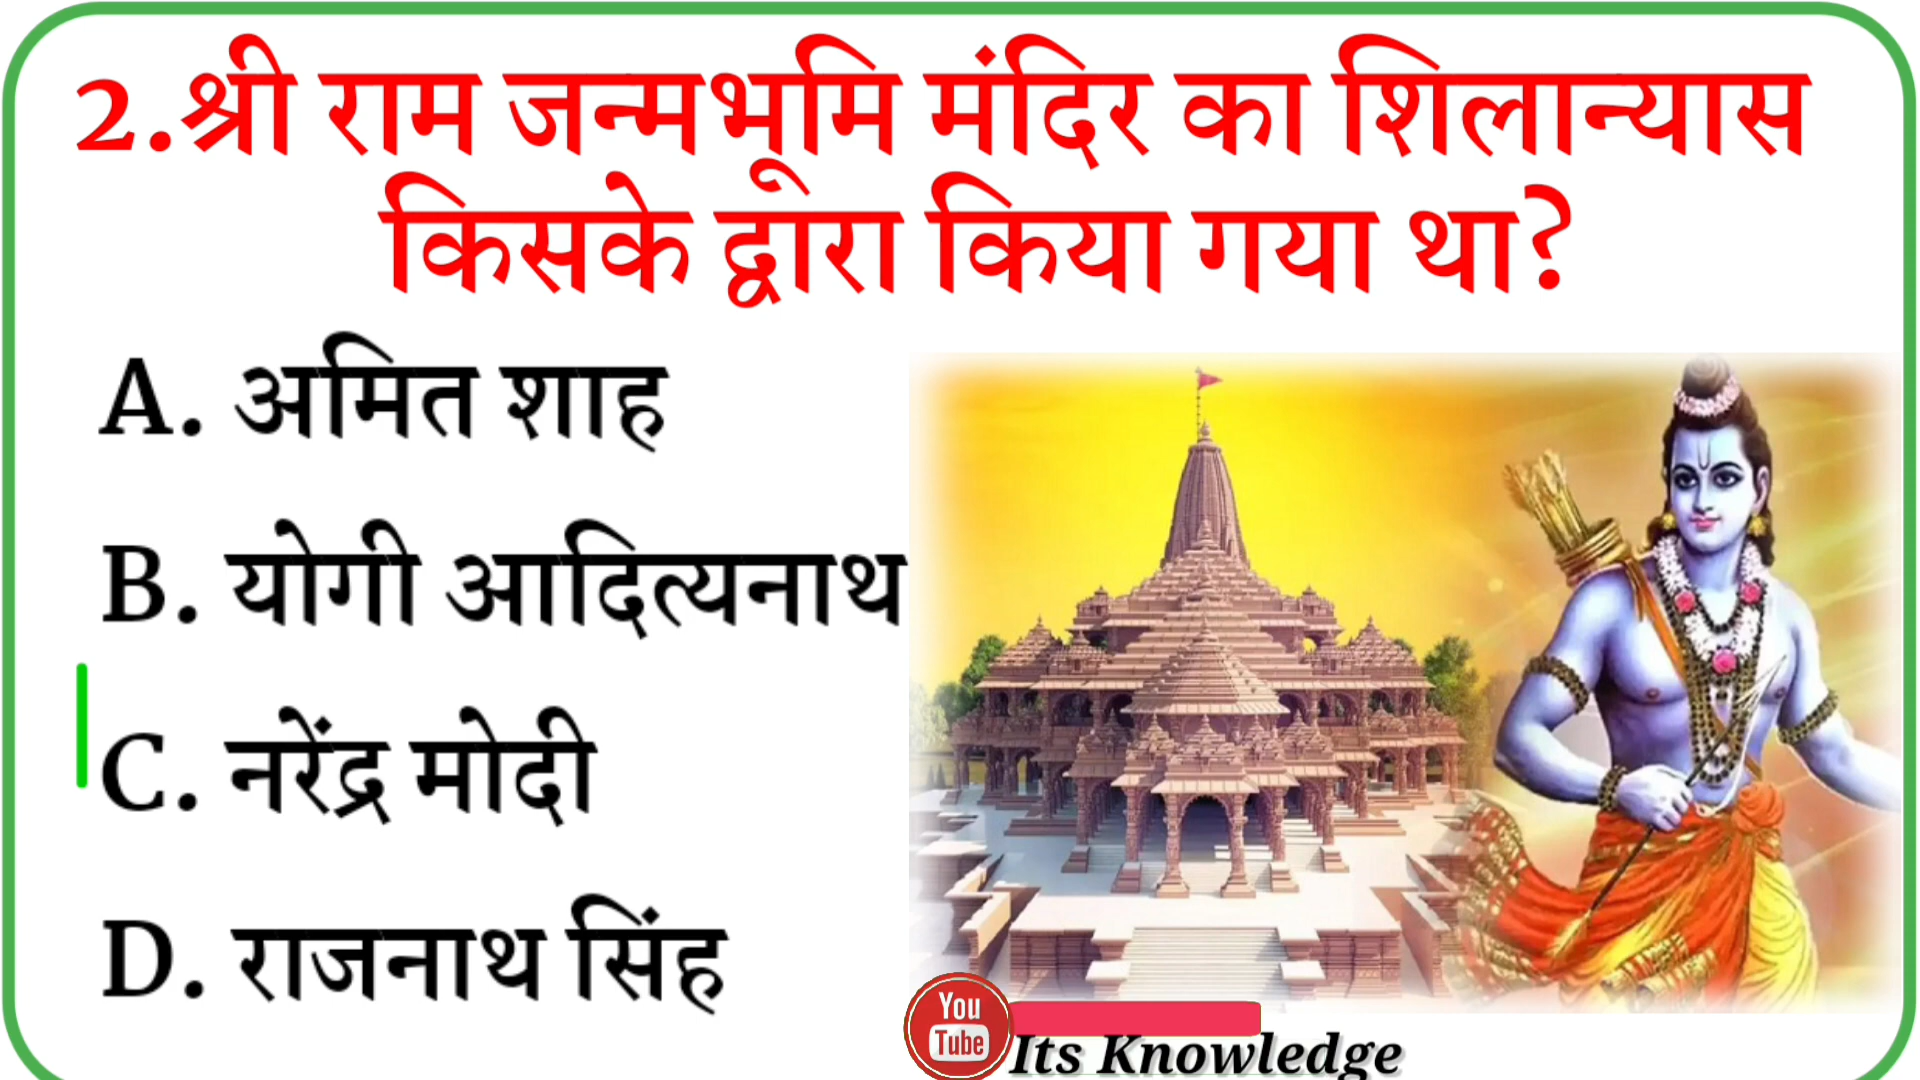 2.श्री राम जन्मभूमि मंदिर का शिलान्यास
किसके द्वारा किया गया था?
A. अमित शाह
B. योगी आदित्यनाथ
C. नरेंद्र मोदी
D. राजनाथ सिंह
You
Tube
Its Knowledge